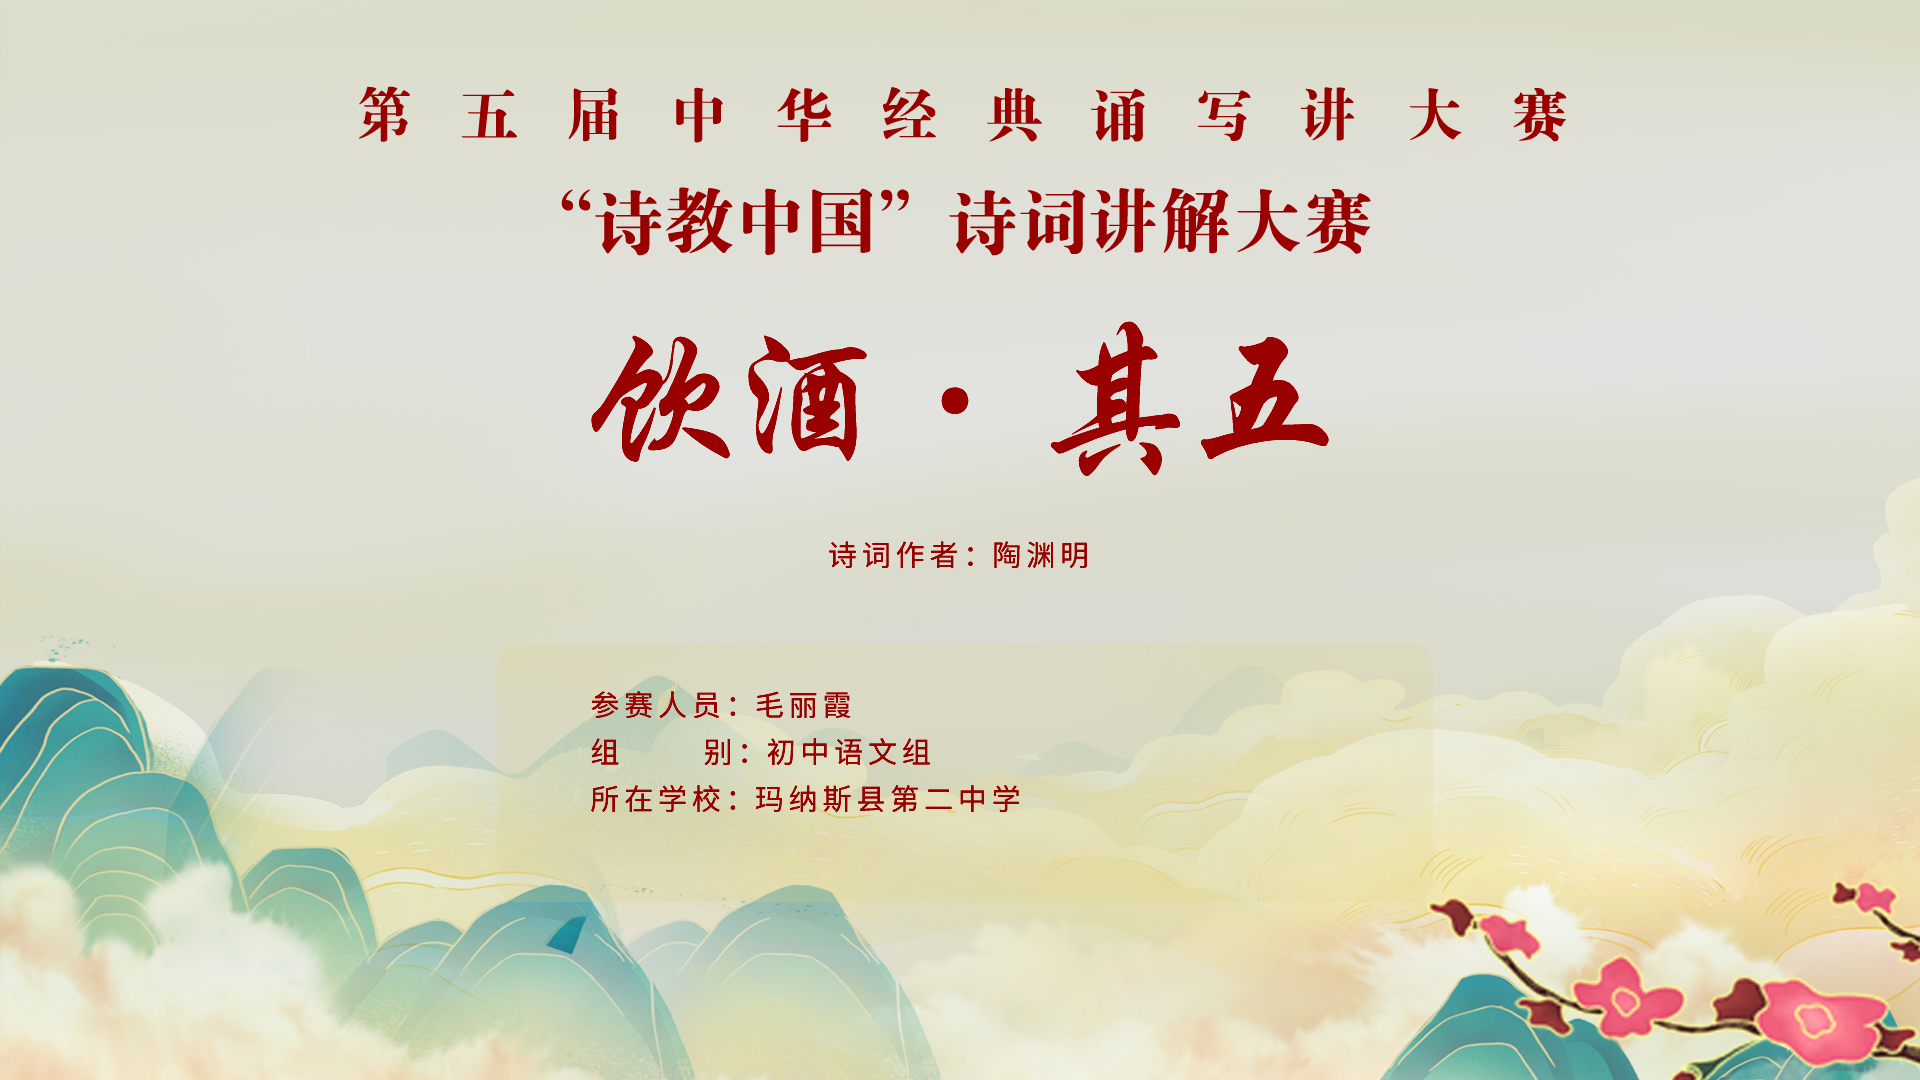 第五届中华经典诵写讲大赛
“诗教中国”诗词讲解大赛
饮酒·其五
诗词作者：陶渊明
参赛人员：毛丽霞
组别：初中语文组
所在学校：玛纳斯县第二中学